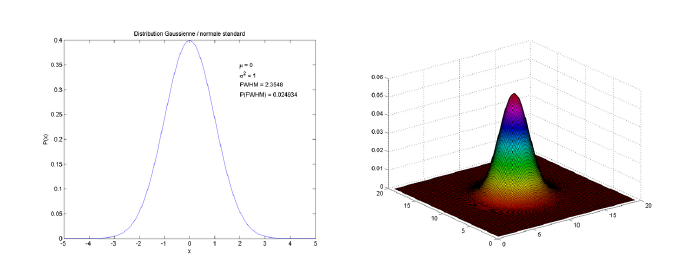 Distribution Gaussienne / normale standard
0.4
0.35
0.3
0.25
0.2
0.15
0.1
0.05
0
P(x)
μ = 0
σ² = 1
FWHM = 2.3548
P(FWHM) = 0.024934
-5 -4 -3 -2 -1 0 1 2 3 4 5
x
0.06
0.05
0.04
0.03
0.02
0.01
0
20 15 10 5 0
0 5 10 15 20